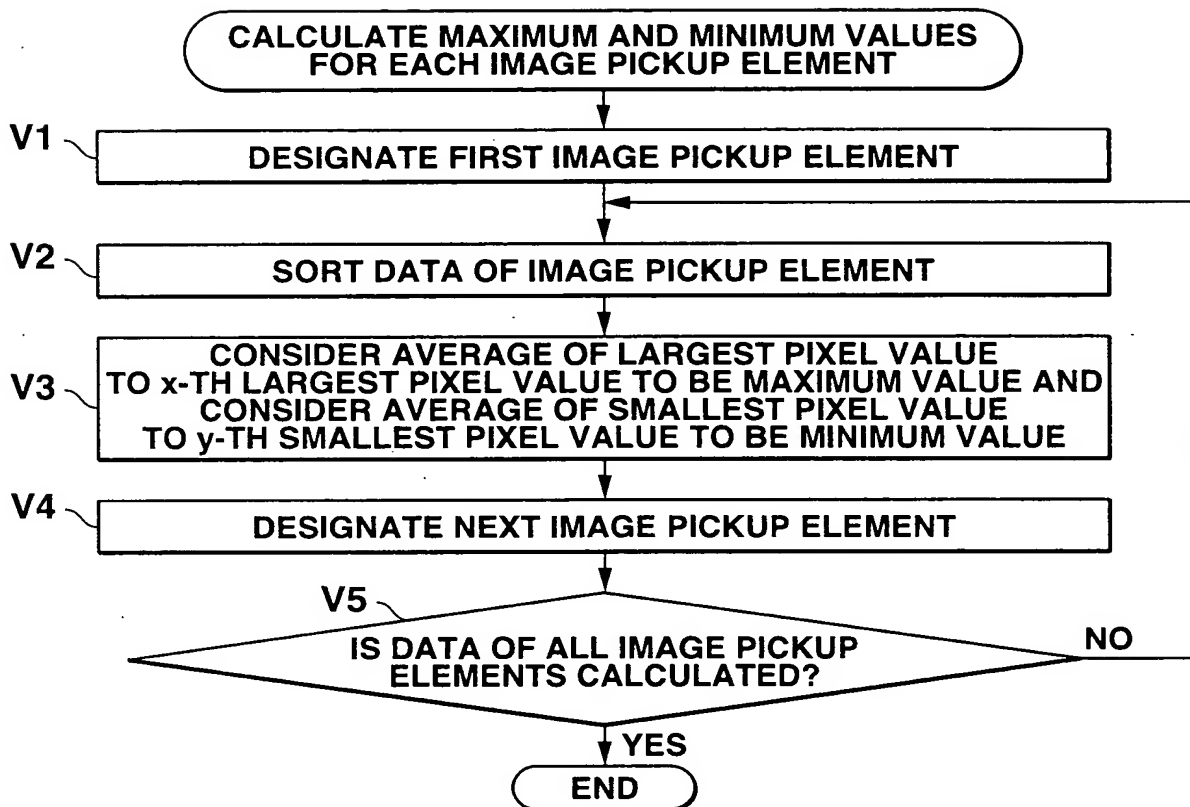 CALCULATE MAXIMUM AND MINIMUM VALUES
FOR EACH IMAGE PICKUP ELEMENT
V1
DESIGNATE FIRST IMAGE PICKUP ELEMENT
V2
SORT DATA OF IMAGE PICKUP ELEMENT
V3
CONSIDER AVERAGE OF LARGEST PIXEL VALUE
TO x-TH LARGEST PIXEL VALUE TO BE MAXIMUM VALUE AND
CONSIDER AVERAGE OF SMALLEST PIXEL VALUE
TO y-TH SMALLEST PIXEL VALUE TO BE MINIMUM VALUE
V4
DESIGNATE NEXT IMAGE PICKUP ELEMENT
V5
IS DATA OF ALL IMAGE PICKUP
ELEMENTS CALCULATED?
NO
YES
END